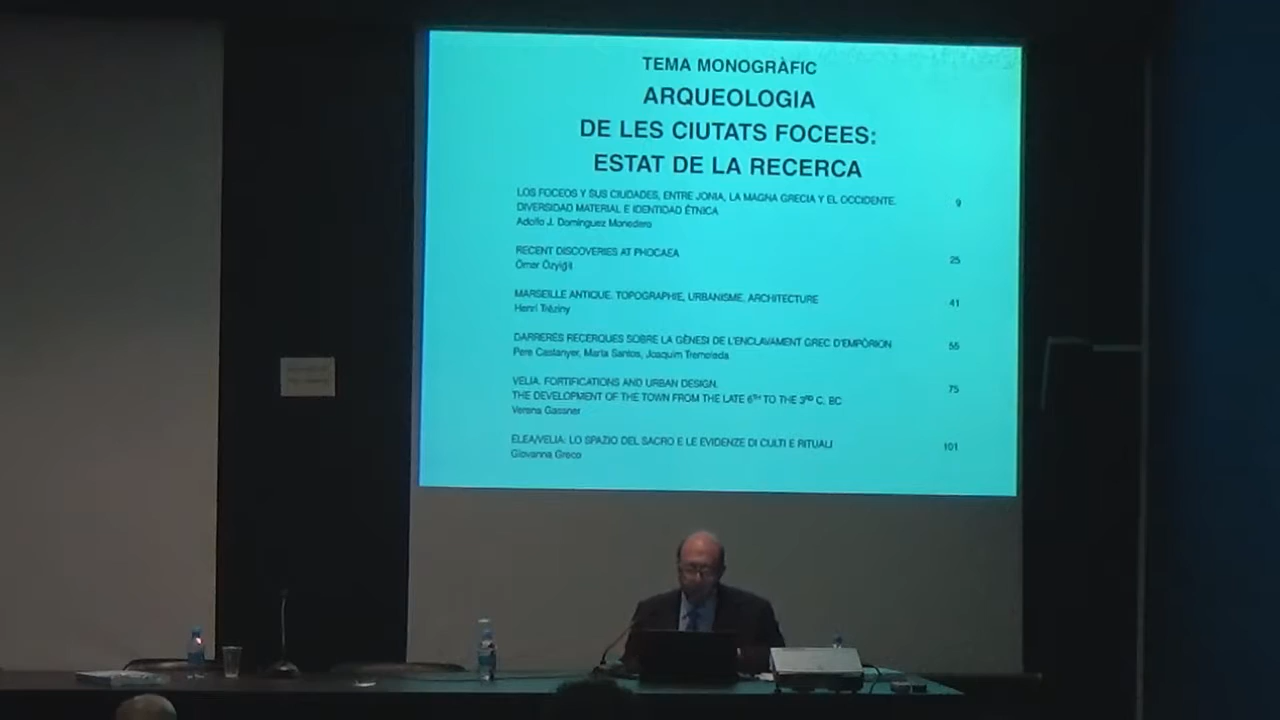 TEMA MONOGRÀFIC
ARQUEOLOGIA
DE LES CIUTATS FOCEES:
ESTAT DE LA RECERCA
LOS FOCEOS Y SUS CIUDADES, ENTRE JONIA, LA MAGNA GRECIA Y EL OCCIDENTE.
DIVERSIDAD MATERIAL E IDENTIDAD ÉTNICA 9
Adolfo J. Domínguez Monedero
RECENT DISCOVERIES AT PHOCAEA 25
Ömer Özyiğit
MARSEILLE ANTIQUE. TOPOGRAPHIE, URBANISME, ARCHITECTURE 41
Henri Tréziny
DARRERES RECERQUES SOBRE LA GÈNESI DE L'ENCLAVAMENT GREC D'EMPÒRION 55
Pere Castanyer, Marta Santos, Joaquim Tremoleda
VELIA. FORTIFICATIONS AND URBAN DESIGN. 75
THE DEVELOPMENT OF THE TOWN FROM THE LATE 6TH TO THE 3RD C. BC
Verena Gassner
ELEA/VELIA: LO SPAZIO DEL SACRO E LE EVIDENZE DI CULTI E RITUALI 101
Giovanna Greco